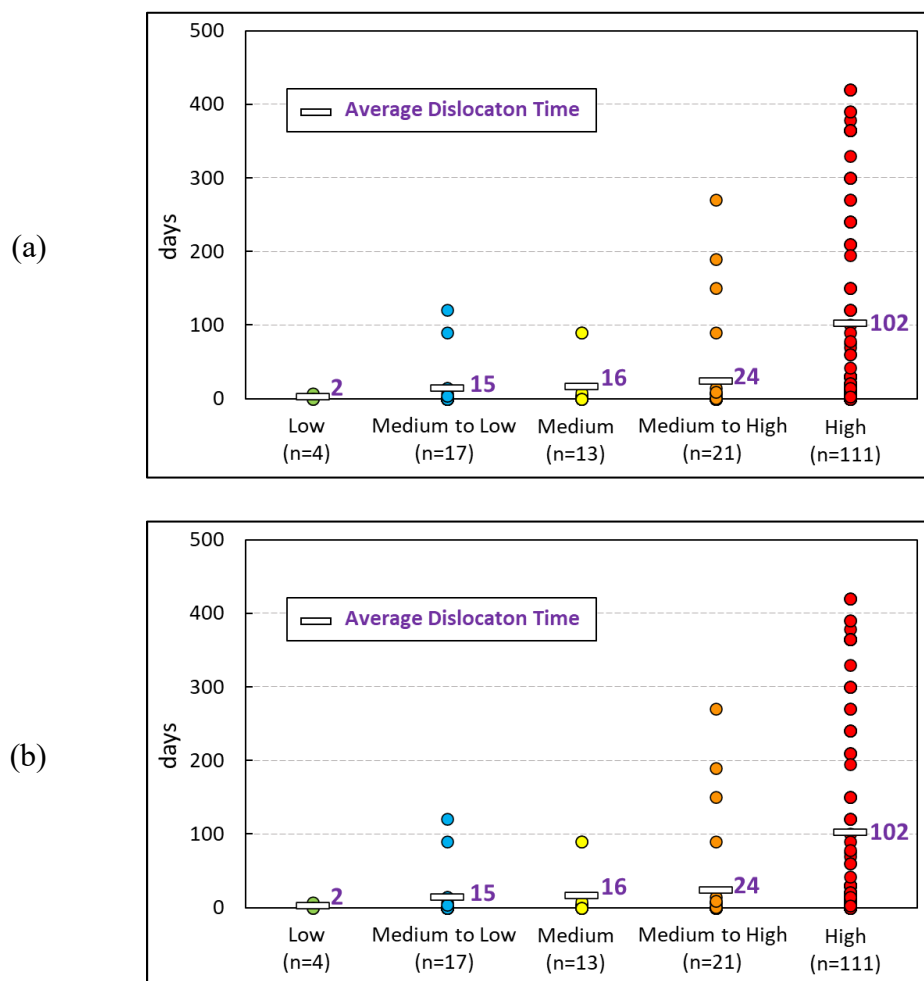 (a)
500
400
300
200
100
0
days
Average Dislocaton Time
2
15
16
24
102
Low Medium to Low Medium Medium to High High
(n=4) (n=17) (n=13) (n=21) (n=111)
(b)
500
400
300
200
100
0
days
Average Dislocaton Time
2
15
16
24
102
Low Medium to Low Medium Medium to High High
(n=4) (n=17) (n=13) (n=21) (n=111)